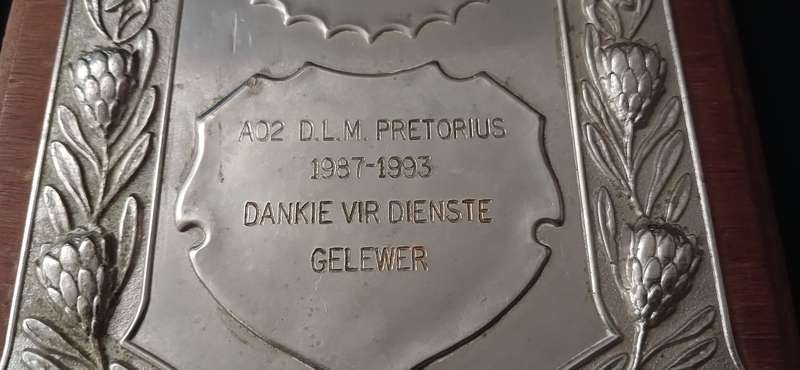 AO2 D.L.M. PRETORIUS
1987-1993
DANKIE VIR DIENSTE
GELEWER